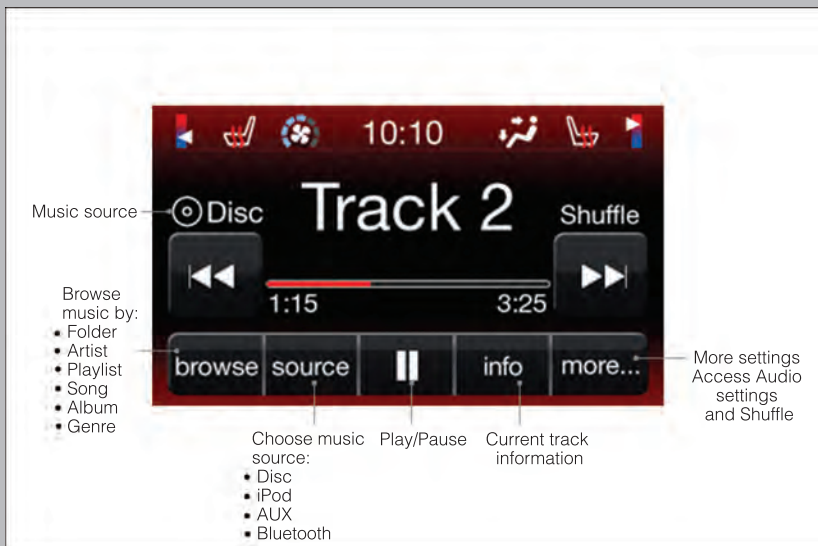 10:10
Music source
Disc
Track 2
Shuffle
1:15
3:25
Browse
music by:
• Folder
• Artist
• Playlist
• Song
• Album
• Genre
browse
source
info
more...
More settings
Access Audio
settings
and Shuffle
Choose music
source:
• Disc
• iPod
• AUX
• Bluetooth
Play/Pause
Current track
information